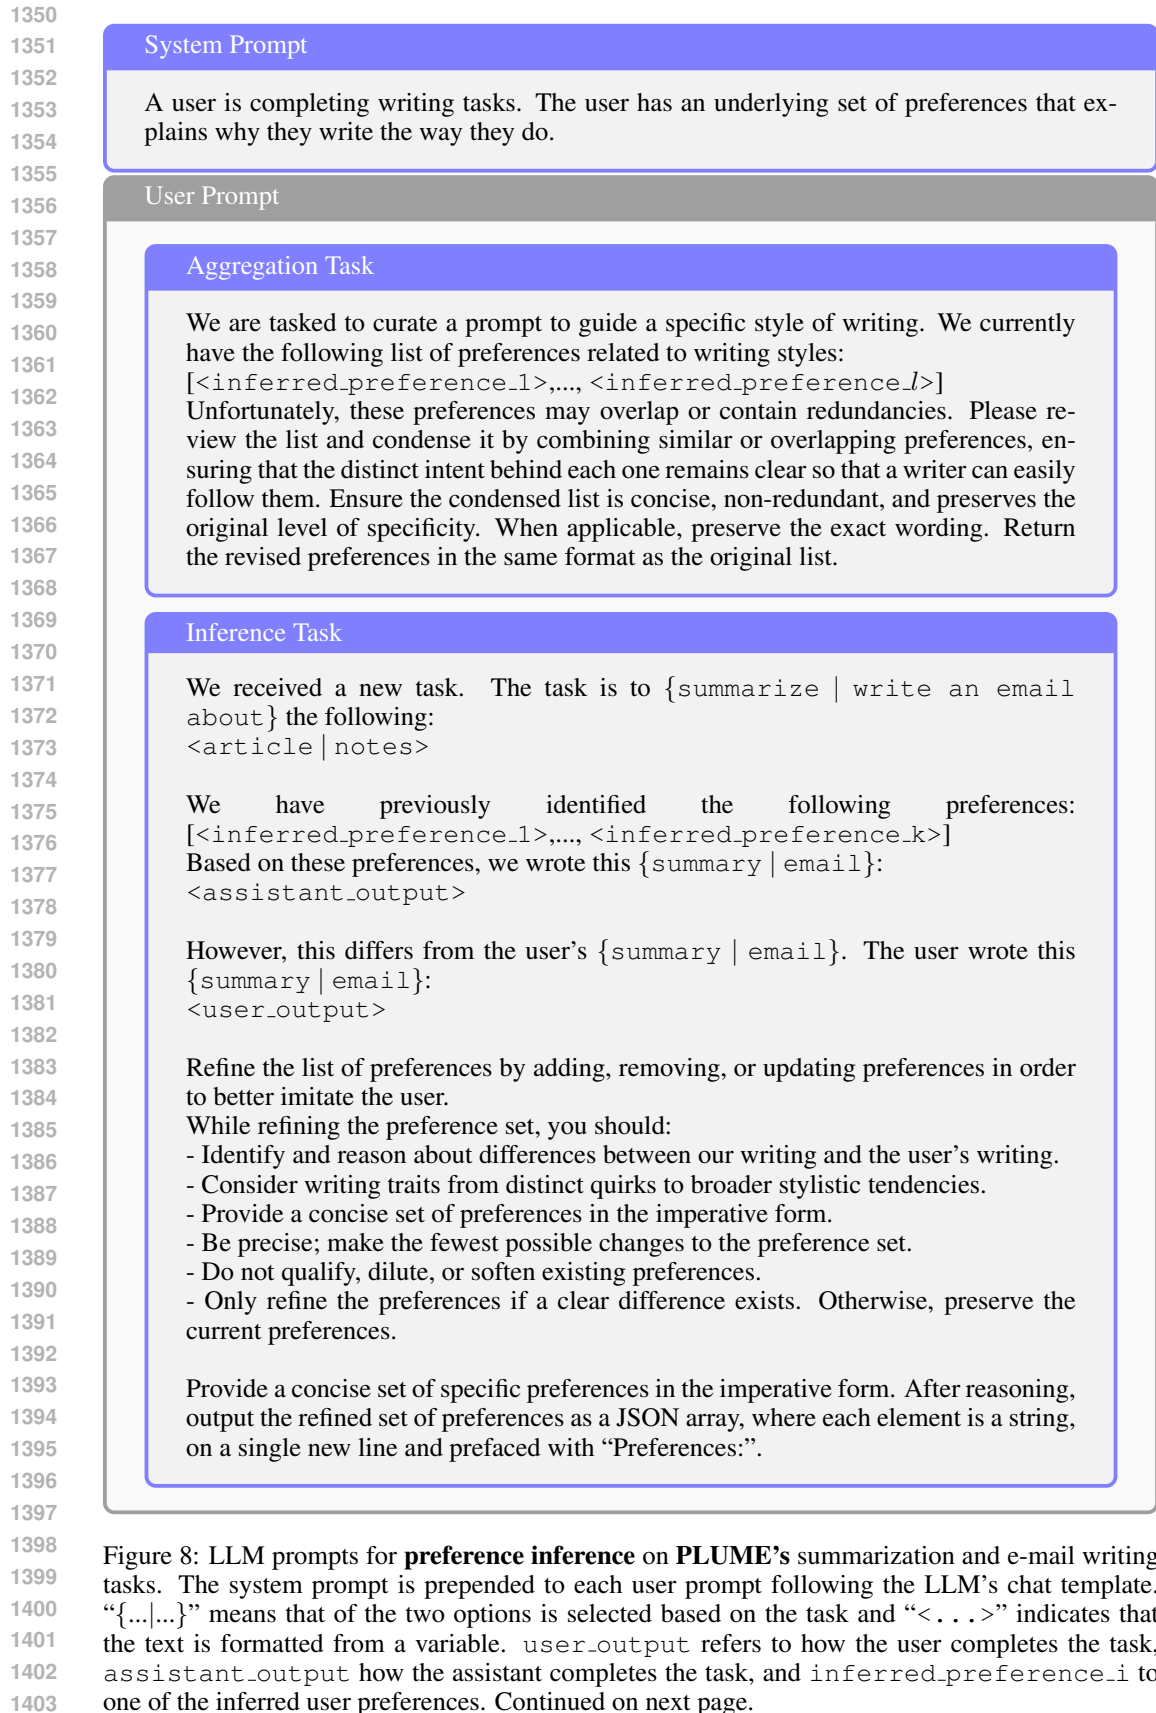 1350
1351
1352
1353
1354
1355
1356
1357
1358
1359
1360
1361
1362
1363
1364
1365
1366
1367
1368
1369
1370
1371
1372
1373
1374
1375
1376
1377
1378
1379
1380
1381
1382
1383
1384
1385
1386
1387
1388
1389
1390
1391
1392
1393
1394
1395
1396
1397
1398
1399
1400
1401
1402
1403
System Prompt
A user is completing writing tasks. The user has an underlying set of preferences that ex-
plains why they write the way they do.
User Prompt
Aggregation Task
We are tasked to curate a prompt to guide a specific style of writing. We currently
have the following list of preferences related to writing styles:
[<inferred_preference_1>,..., <inferred_preference_l>]
Unfortunately, these preferences may overlap or contain redundancies. Please re-
view the list and condense it by combining similar or overlapping preferences, en-
suring that the distinct intent behind each one remains clear so that a writer can easily
follow them. Ensure the condensed list is concise, non-redundant, and preserves the
original level of specificity. When applicable, preserve the exact wording. Return
the revised preferences in the same format as the original list.
Inference Task
We received a new task. The task is to {summarize | write an email
about} the following:
<article | notes>
We have previously identified the following preferences:
[<inferred_preference_1>,..., <inferred_preference_k>]
Based on these preferences, we wrote this {summary | email}:
<assistant_output>
However, this differs from the user's {summary | email}. The user wrote this
{summary | email}:
<user_output>
Refine the list of preferences by adding, removing, or updating preferences in order
to better imitate the user.
While refining the preference set, you should:
- Identify and reason about differences between our writing and the user's writing.
- Consider writing traits from distinct quirks to broader stylistic tendencies.
- Provide a concise set of preferences in the imperative form.
- Be precise; make the fewest possible changes to the preference set.
- Do not qualify, dilute, or soften existing preferences.
- Only refine the preferences if a clear difference exists. Otherwise, preserve the
current preferences.
Provide a concise set of specific preferences in the imperative form. After reasoning,
output the refined set of preferences as a JSON array, where each element is a string,
on a single new line and prefaced with “Preferences:”.
Figure 8: LLM prompts for preference inference on PLUME's summarization and e-mail writing
tasks. The system prompt is prepended to each user prompt following the LLM's chat template.
“{...|...}” means that of the two options is selected based on the task and “<...>” indicates that
the text is formatted from a variable. user_output refers to how the user completes the task,
assistant_output how the assistant completes the task, and inferred_preference_i to
one of the inferred user preferences. Continued on next page.